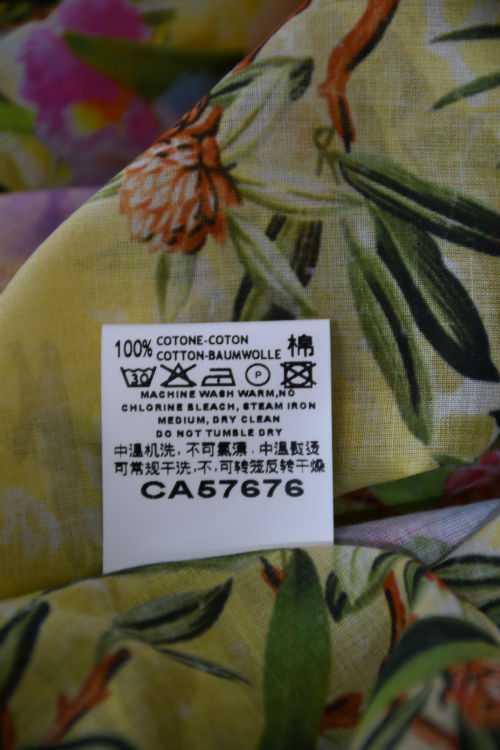 100% COTONE-COTON 棉
COTTON-BAUMWOLLE
30 P
MACHINE WASH WARM,NO
CHLORINE BLEACH, STEAM IRON
MEDIUM, DRY CLEAN
DO NOT TUMBLE DRY
中温机洗，不可氯漂，中温熨烫
可常规干洗，不，可转笼反转干燥
CA57676